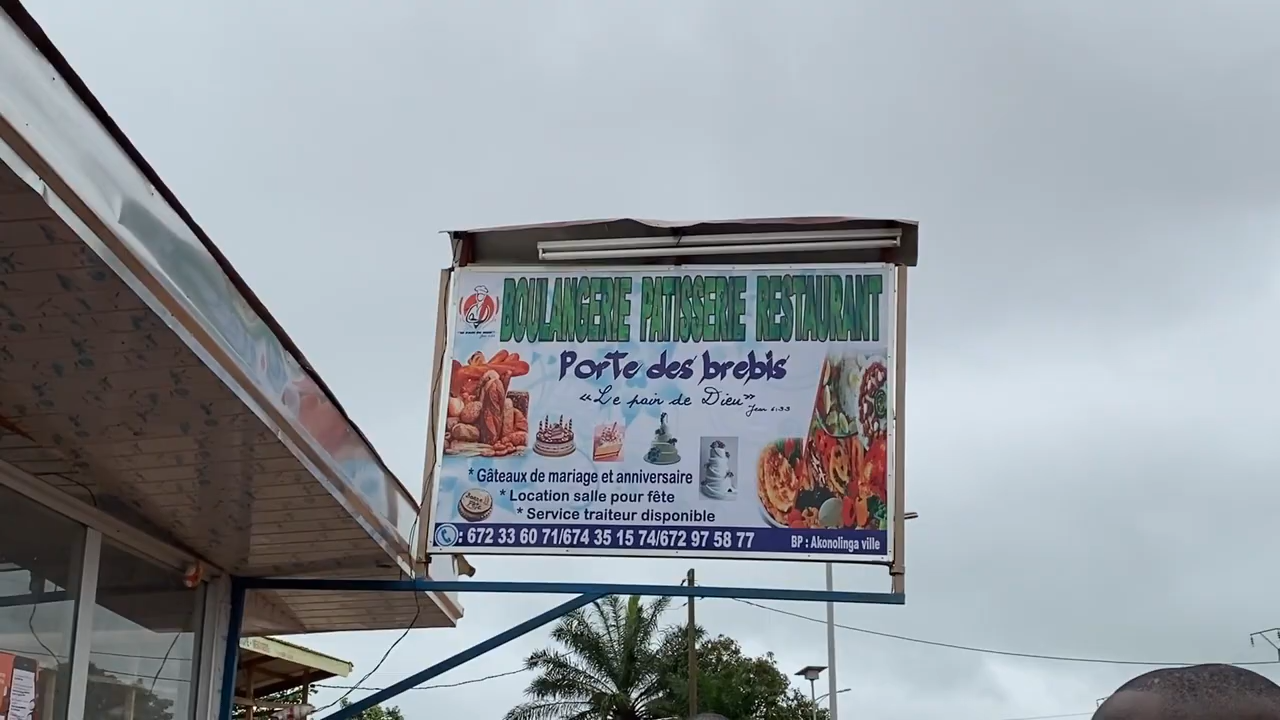 BOULANGERIE PATISSERIE RESTAURANT
Porte des brebis
"Le pain de Dieu"
Jean 6:33
* Gâteaux de mariage et anniversaire
* Location salle pour fête
* Service traiteur disponible
: 672 33 60 71/674 35 15 74/672 97 58 77
BP : Akonolinga ville